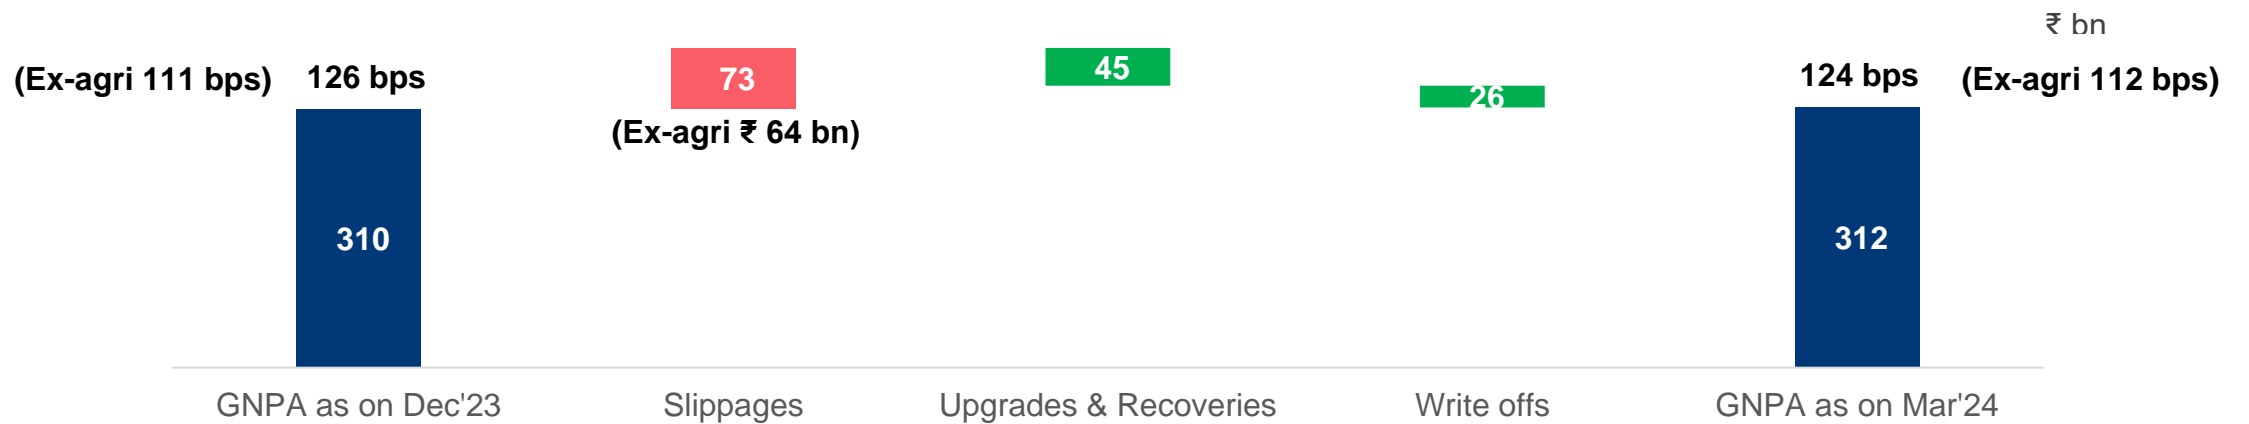 ₹ bn
(Ex-agri 111 bps) 126 bps 73 45 124 bps (Ex-agri 112 bps)
26
(Ex-agri ₹ 64 bn)
310 312
GNPA as on Dec'23 Slippages Upgrades & Recoveries Write offs GNPA as on Mar'24